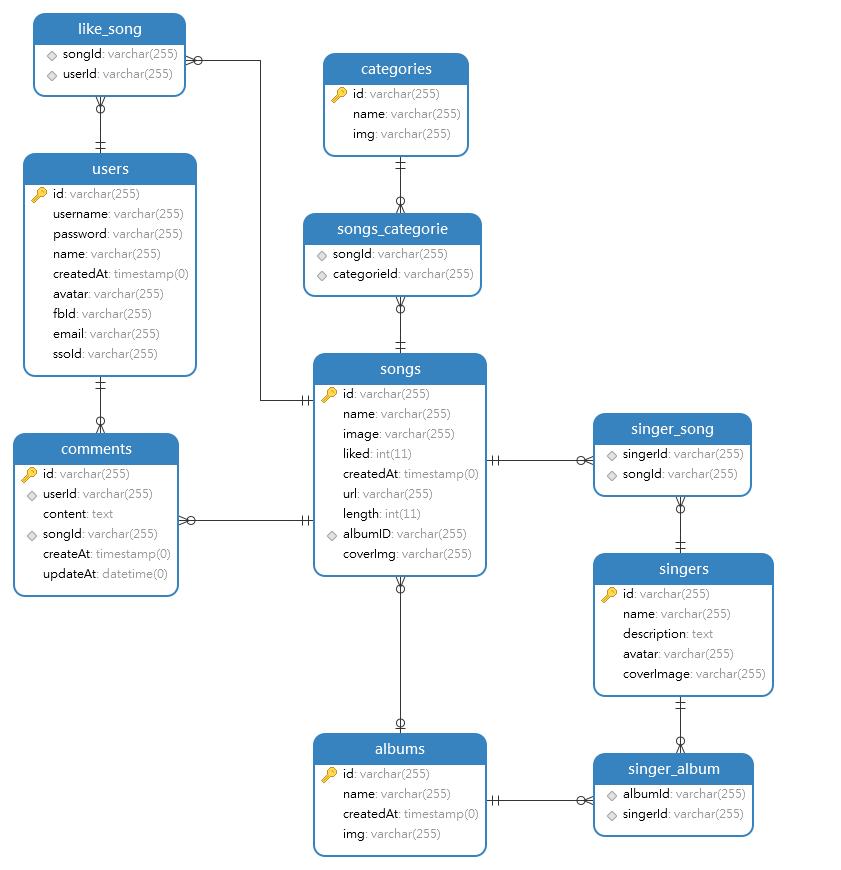 like_song
songId: varchar(255)
userId: varchar(255)
categories
id: varchar(255)
name: varchar(255)
img: varchar(255)
users
id: varchar(255)
username: varchar(255)
password: varchar(255)
name: varchar(255)
createdAt: timestamp(0)
avatar: varchar(255)
fbId: varchar(255)
email: varchar(255)
ssoId: varchar(255)
songs_categorie
songId: varchar(255)
categorieId: varchar(255)
songs
id: varchar(255)
name: varchar(255)
image: varchar(255)
liked: int(11)
createdAt: timestamp(0)
url: varchar(255)
length: int(11)
albumID: varchar(255)
coverImg: varchar(255)
singer_song
singerId: varchar(255)
songId: varchar(255)
comments
id: varchar(255)
userId: varchar(255)
content: text
songId: varchar(255)
createAt: timestamp(0)
updateAt: datetime(0)
singers
id: varchar(255)
name: varchar(255)
description: text
avatar: varchar(255)
coverImage: varchar(255)
albums
id: varchar(255)
name: varchar(255)
createdAt: timestamp(0)
img: varchar(255)
singer_album
albumId: varchar(255)
singerId: varchar(255)